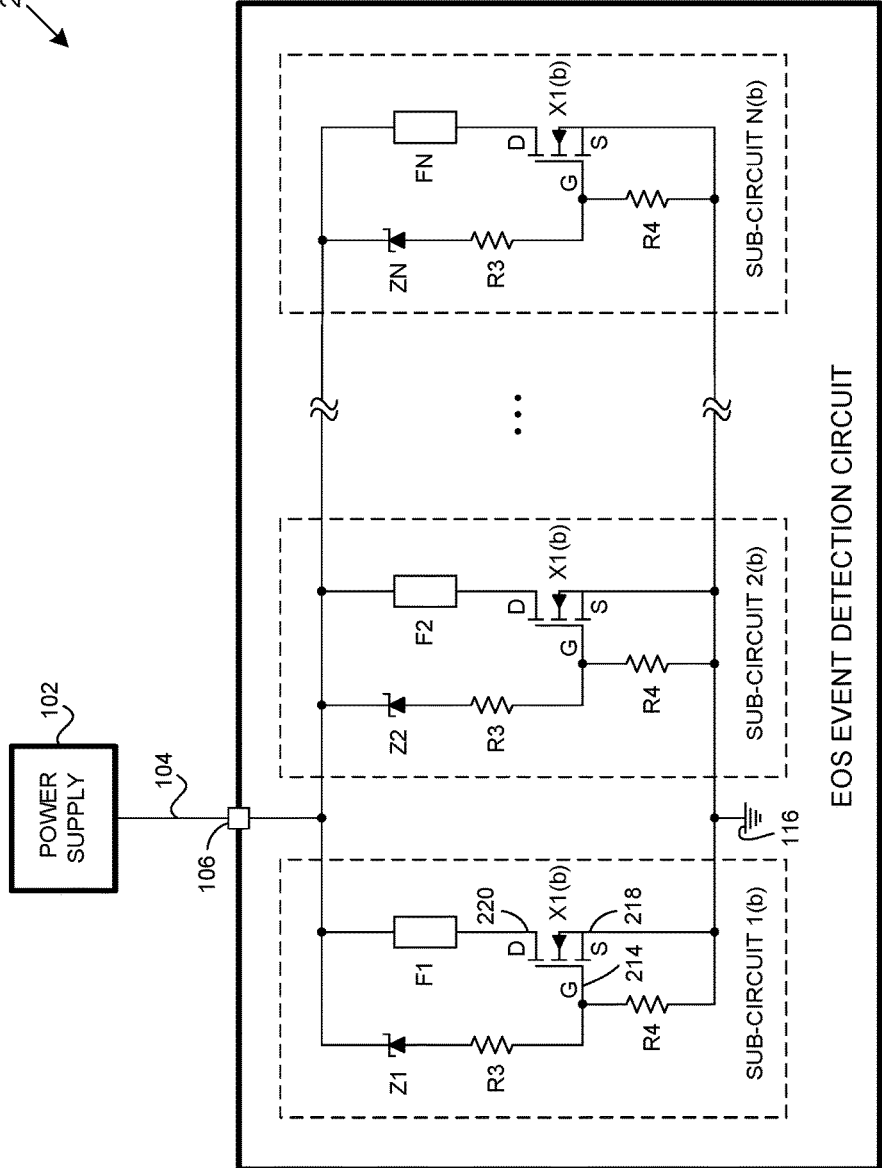 2
102
POWER
SUPPLY
104
106
Z1
F1
R3
220
D
G
X1(b)
S
214
218
R4
SUB-CIRCUIT 1(b)
116
Z2
F2
R3
D
G
X1(b)
S
R4
SUB-CIRCUIT 2(b)
ZN
FN
R3
D
G
X1(b)
S
R4
SUB-CIRCUIT N(b)
EOS EVENT DETECTION CIRCUIT